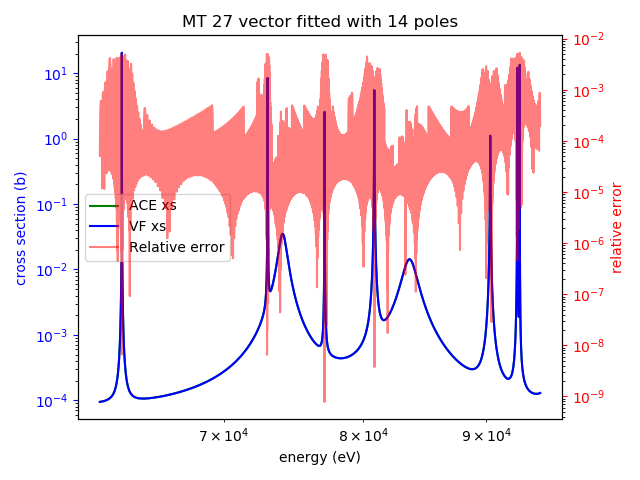 MT 27 vector fitted with 14 poles
10¹
10⁰
10⁻¹
10⁻²
10⁻³
10⁻⁴
cross section (b)
ACE xs
VF xs
Relative error
10⁻²
10⁻³
10⁻⁴
10⁻⁵
10⁻⁶
10⁻⁷
10⁻⁸
10⁻⁹
relative error
7 × 10⁴ 8 × 10⁴ 9 × 10⁴
energy (eV)